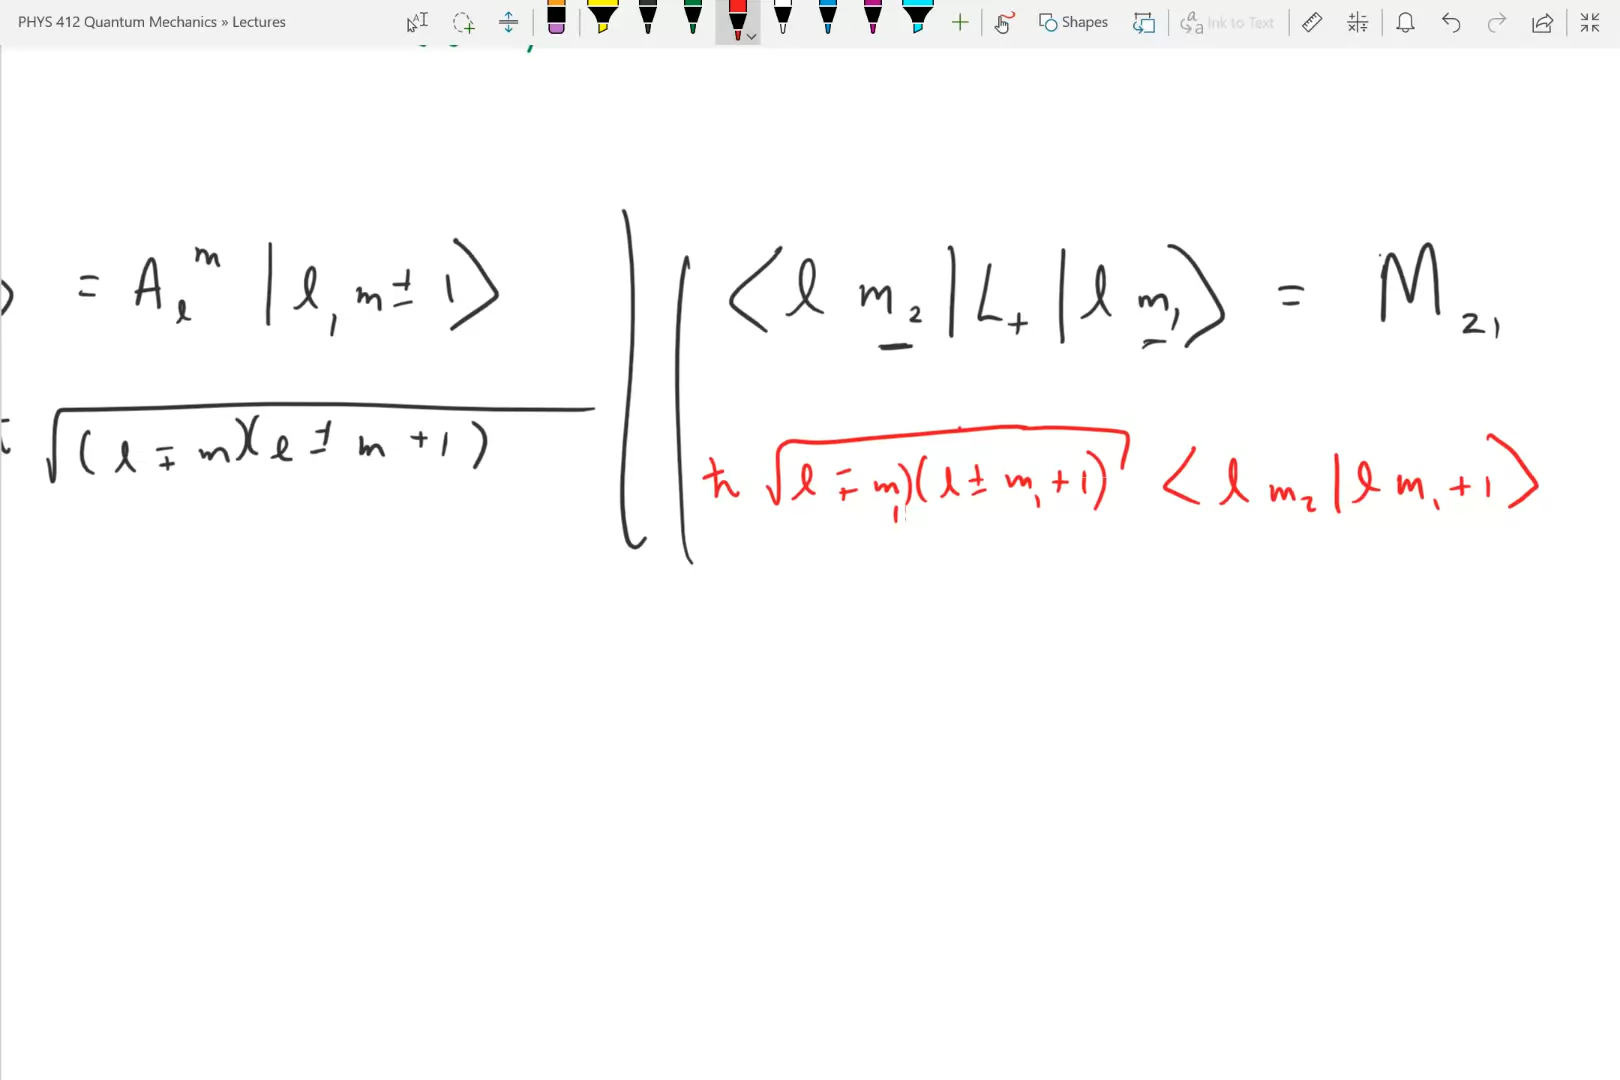 PHYS 412 Quantum Mechanics » Lectures
Shapes
Link to Text
⟩ = A_ℓ^m | ℓ, m ± 1 ⟩
⟨ ℓ m₂ | L₊ | ℓ m₁ ⟩ = M₂₁
√(ℓ ∓ m)(ℓ ± m + 1)
ħ √ℓ ∓ m₁)(ℓ ± m₁ + 1) ⟨ ℓ m₂ | ℓ m₁ + 1 ⟩